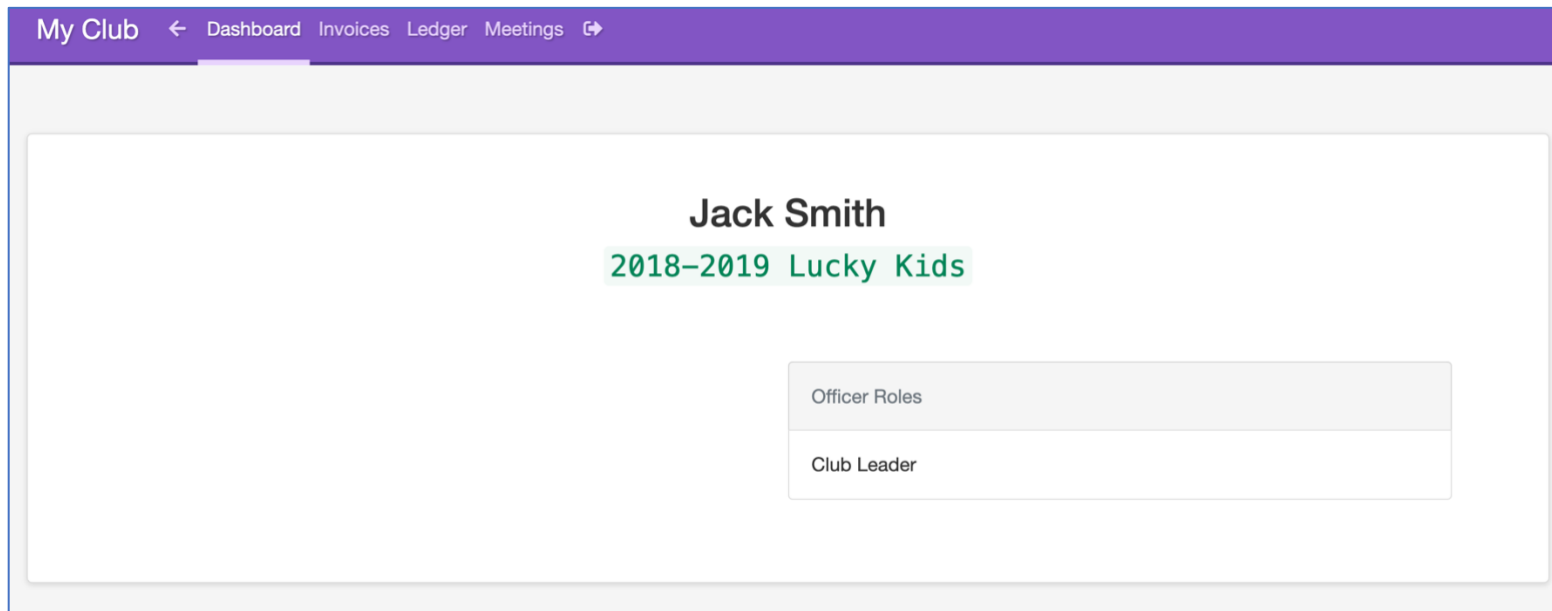 My Club Dashboard Invoices Ledger Meetings
Jack Smith
2018–2019 Lucky Kids
Officer Roles
Club Leader